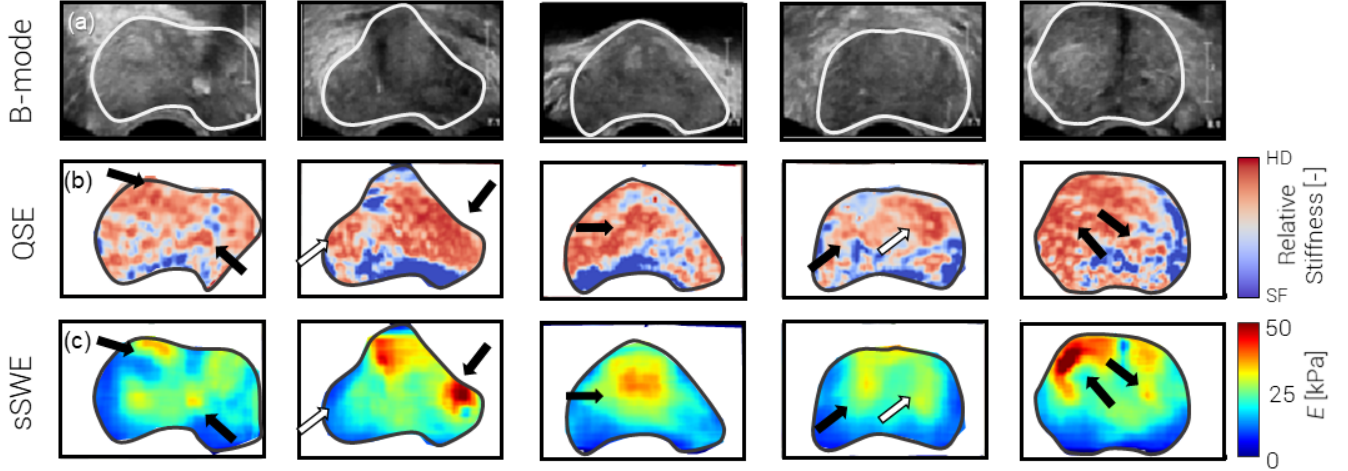 B-mode
(a)
QSE
(b)
HD
Relative
Stiffness [-]
SF
sSWE
(c)
50
25
0
E [kPa]